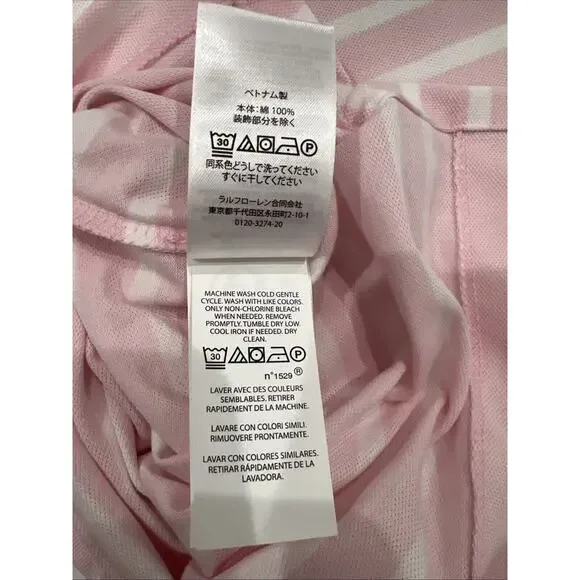 ベトナム製
本体:綿 100%
装飾部分を除く
30 P
同系色どうしで洗ってください
すぐに干してください
ラルフローレン合同会社
東京都千代田区永田町2-10-1
0120-3274-20
MACHINE WASH COLD GENTLE
CYCLE. WASH WITH LIKE COLORS.
ONLY NON-CHLORINE BLEACH
WHEN NEEDED. REMOVE
PROMPTLY. TUMBLE DRY LOW.
COOL IRON IF NEEDED. DRY
CLEAN.
30 P
n°1529 ®
LAVER AVEC DES COULEURS
SEMBLABLES. RETIRER
RAPIDEMENT DE LA MACHINE.
LAVARE CON COLORI SIMILI.
RIMUOVERE PRONTAMENTE.
LAVAR CON COLORES SIMILARES.
RETIRAR RÁPIDAMENTE DE LA
LAVADORA.